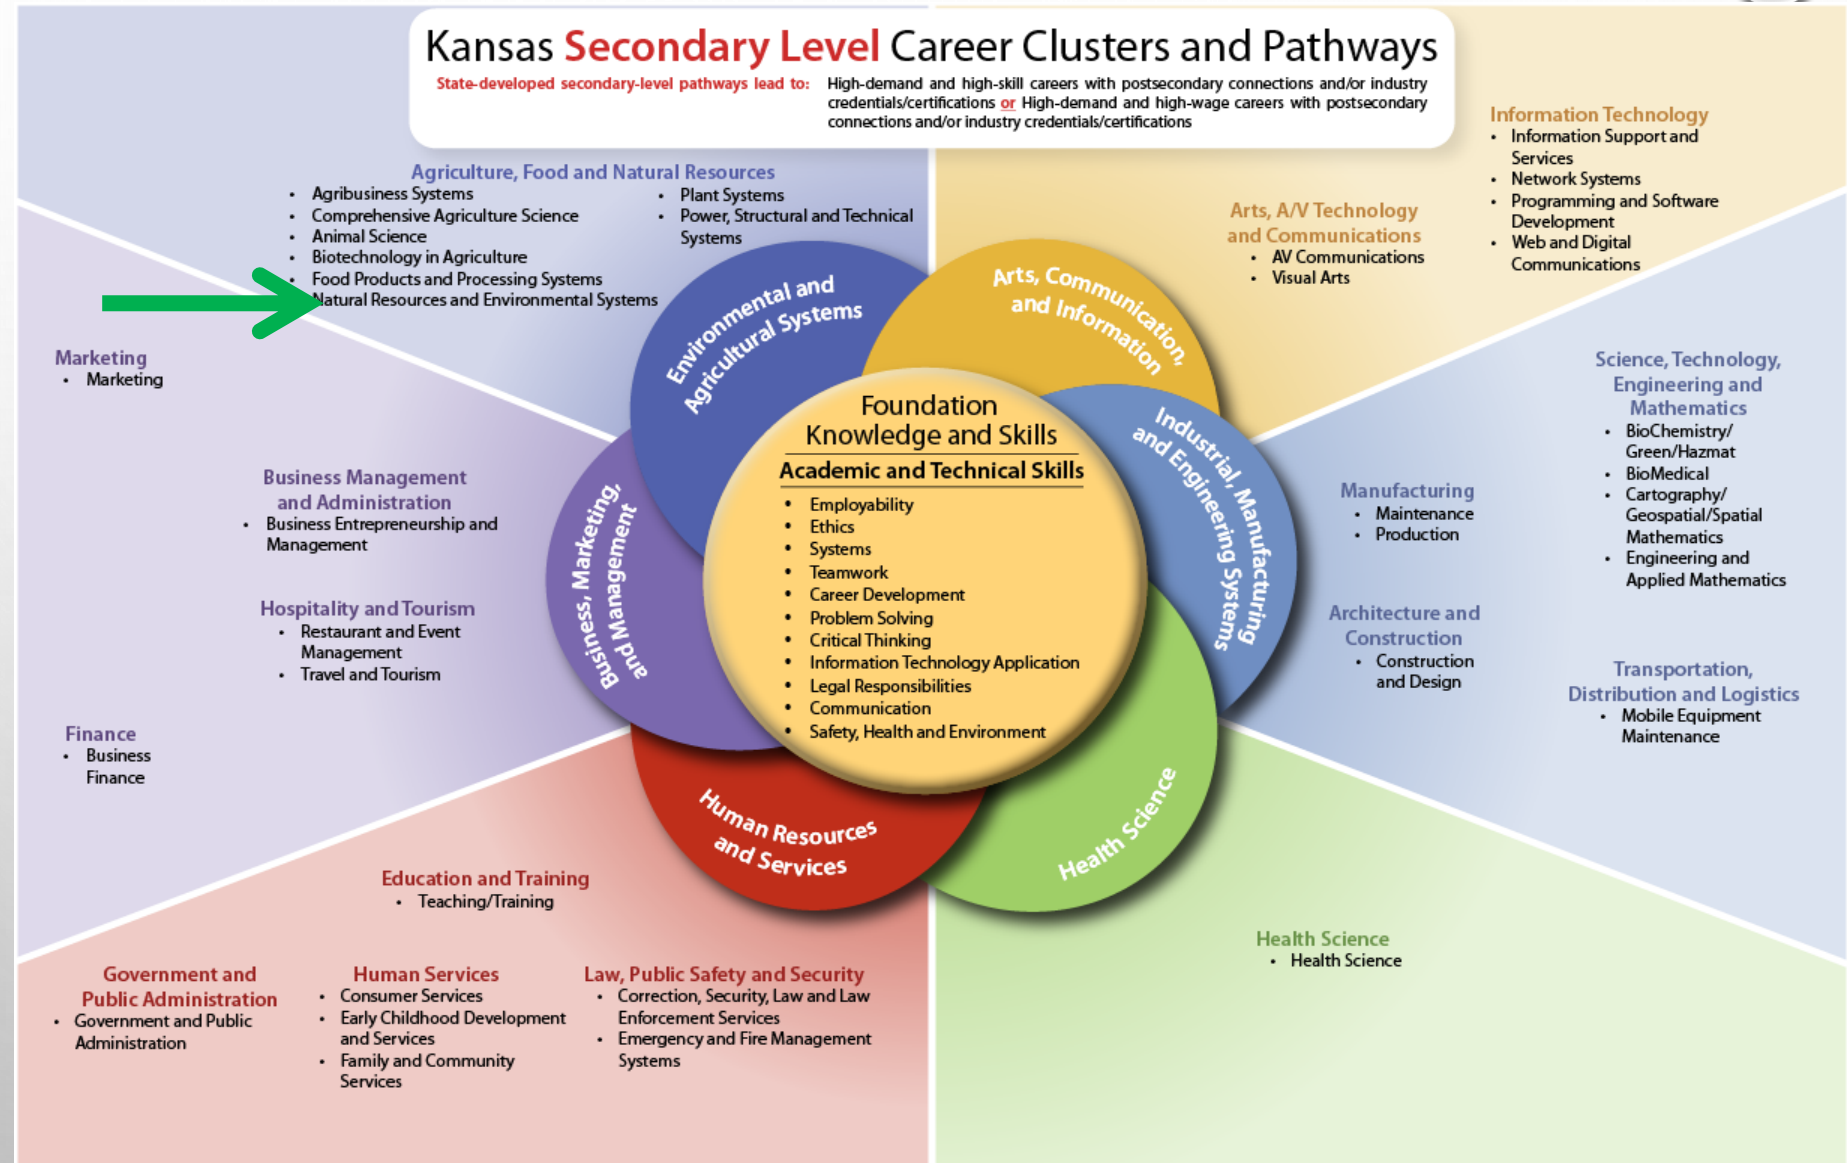 Kansas Secondary Level Career Clusters and Pathways
State-developed secondary-level pathways lead to:
High-demand and high-skill careers with postsecondary connections and/or industry
credentials/certifications or High-demand and high-wage careers with postsecondary
connections and/or industry credentials/certifications
Agriculture, Food and Natural Resources
• Agribusiness Systems
• Comprehensive Agriculture Science
• Animal Science
• Biotechnology in Agriculture
• Food Products and Processing Systems
Natural Resources and Environmental Systems
• Plant Systems
• Power, Structural and Technical
Systems
Arts, A/V Technology
and Communications
• AV Communications
• Visual Arts
Information Technology
• Information Support and
Services
• Network Systems
• Programming and Software
Development
• Web and Digital
Communications
Marketing
• Marketing
Business Management
and Administration
• Business Entrepreneurship and
Management
Hospitality and Tourism
• Restaurant and Event
Management
• Travel and Tourism
Finance
• Business
Finance
Environmental and
Agricultural Systems
Arts, Communication,
and Information
Business, Marketing,
and Management
Industrial, Manufacturing
and Engineering Systems
Human Resources
and Services
Health Science
Foundation
Knowledge and Skills
Academic and Technical Skills
• Employability
• Ethics
• Systems
• Teamwork
• Career Development
• Problem Solving
• Critical Thinking
• Information Technology Application
• Legal Responsibilities
• Communication
• Safety, Health and Environment
Manufacturing
• Maintenance
• Production
Architecture and
Construction
• Construction
and Design
Science, Technology,
Engineering and
Mathematics
• BioChemistry/
Green/Hazmat
• BioMedical
• Cartography/
Geospatial/Spatial
Mathematics
• Engineering and
Applied Mathematics
Transportation,
Distribution and Logistics
• Mobile Equipment
Maintenance
Education and Training
• Teaching/Training
Government and
Public Administration
• Government and Public
Administration
Human Services
• Consumer Services
• Early Childhood Development
and Services
• Family and Community
Services
Law, Public Safety and Security
• Correction, Security, Law and Law
Enforcement Services
• Emergency and Fire Management
Systems
Health Science
• Health Science